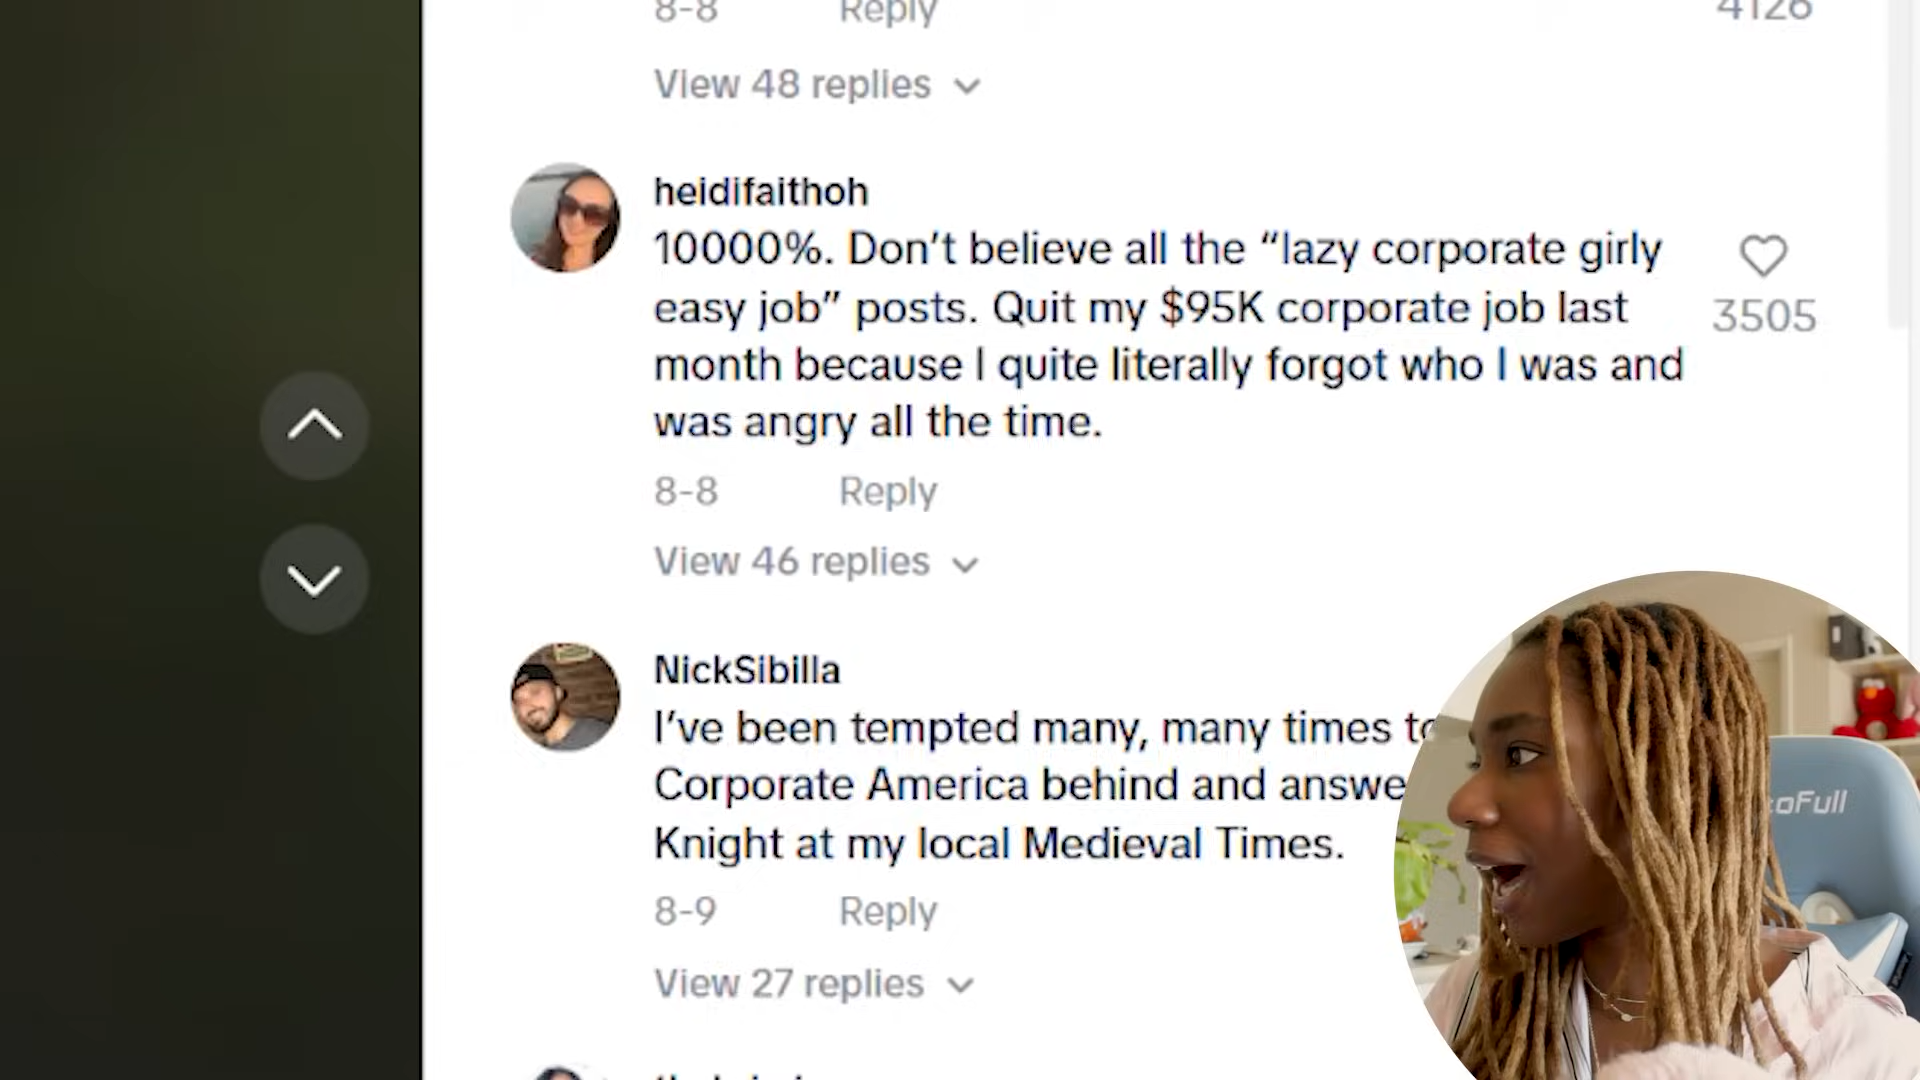 8-8 Reply 4126
View 48 replies
heidifaithoh
10000%. Don’t believe all the “lazy corporate girly
easy job” posts. Quit my $95K corporate job last
month because I quite literally forgot who I was and
was angry all the time.
3505
8-8 Reply
View 46 replies
NickSibilla
I’ve been tempted many, many times to
Corporate America behind and answe
Knight at my local Medieval Times.
8-9 Reply
View 27 replies